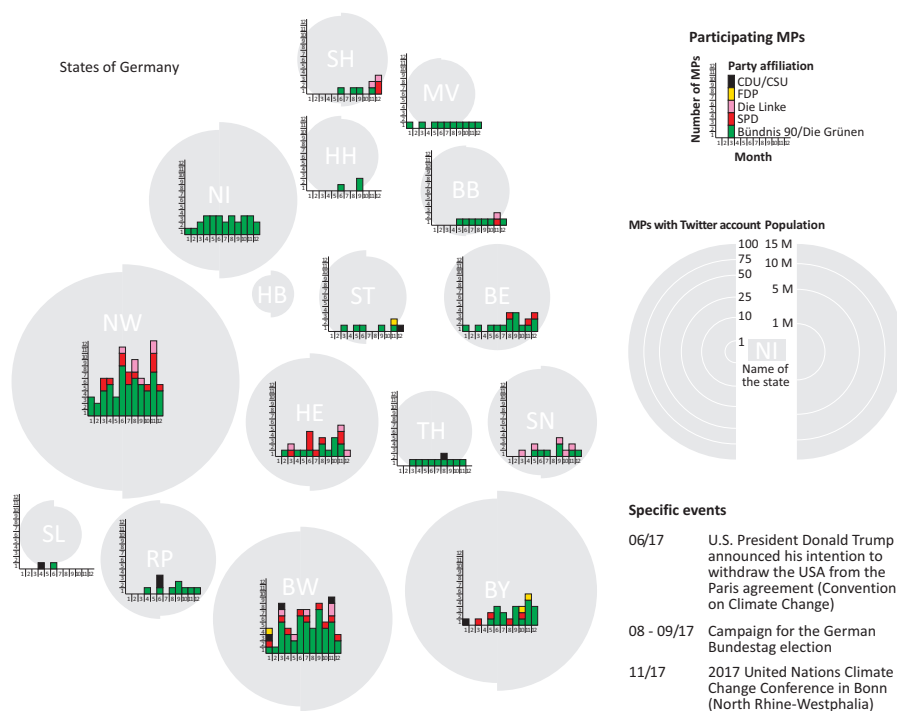 States of Germany
SH
MV
HH
NI
BB
HB
ST
BE
NW
HE
TH
SN
SL
RP
BW
BY
Participating MPs
Number of MPs
Party affiliation
CDU/CSU
FDP
Die Linke
SPD
Bündnis 90/Die Grünen
Month
MPs with Twitter account Population
100 15 M
75 10 M
50
5 M
25
10
1 M
1
NI
Name of
the state
Specific events
06/17 U.S. President Donald Trump
announced his intention to
withdraw the USA from the
Paris agreement (Convention
on Climate Change)
08 - 09/17 Campaign for the German
Bundestag election
11/17 2017 United Nations Climate
Change Conference in Bonn
(North Rhine-Westphalia)